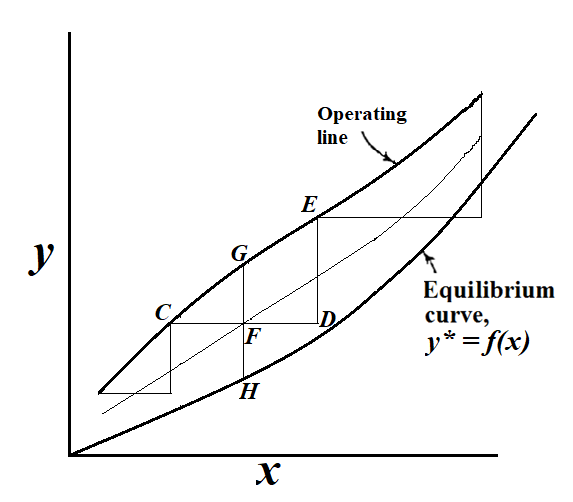 Operating
line
E
y
G
C
D
F
Equilibrium
curve,
y* = f(x)
H
x